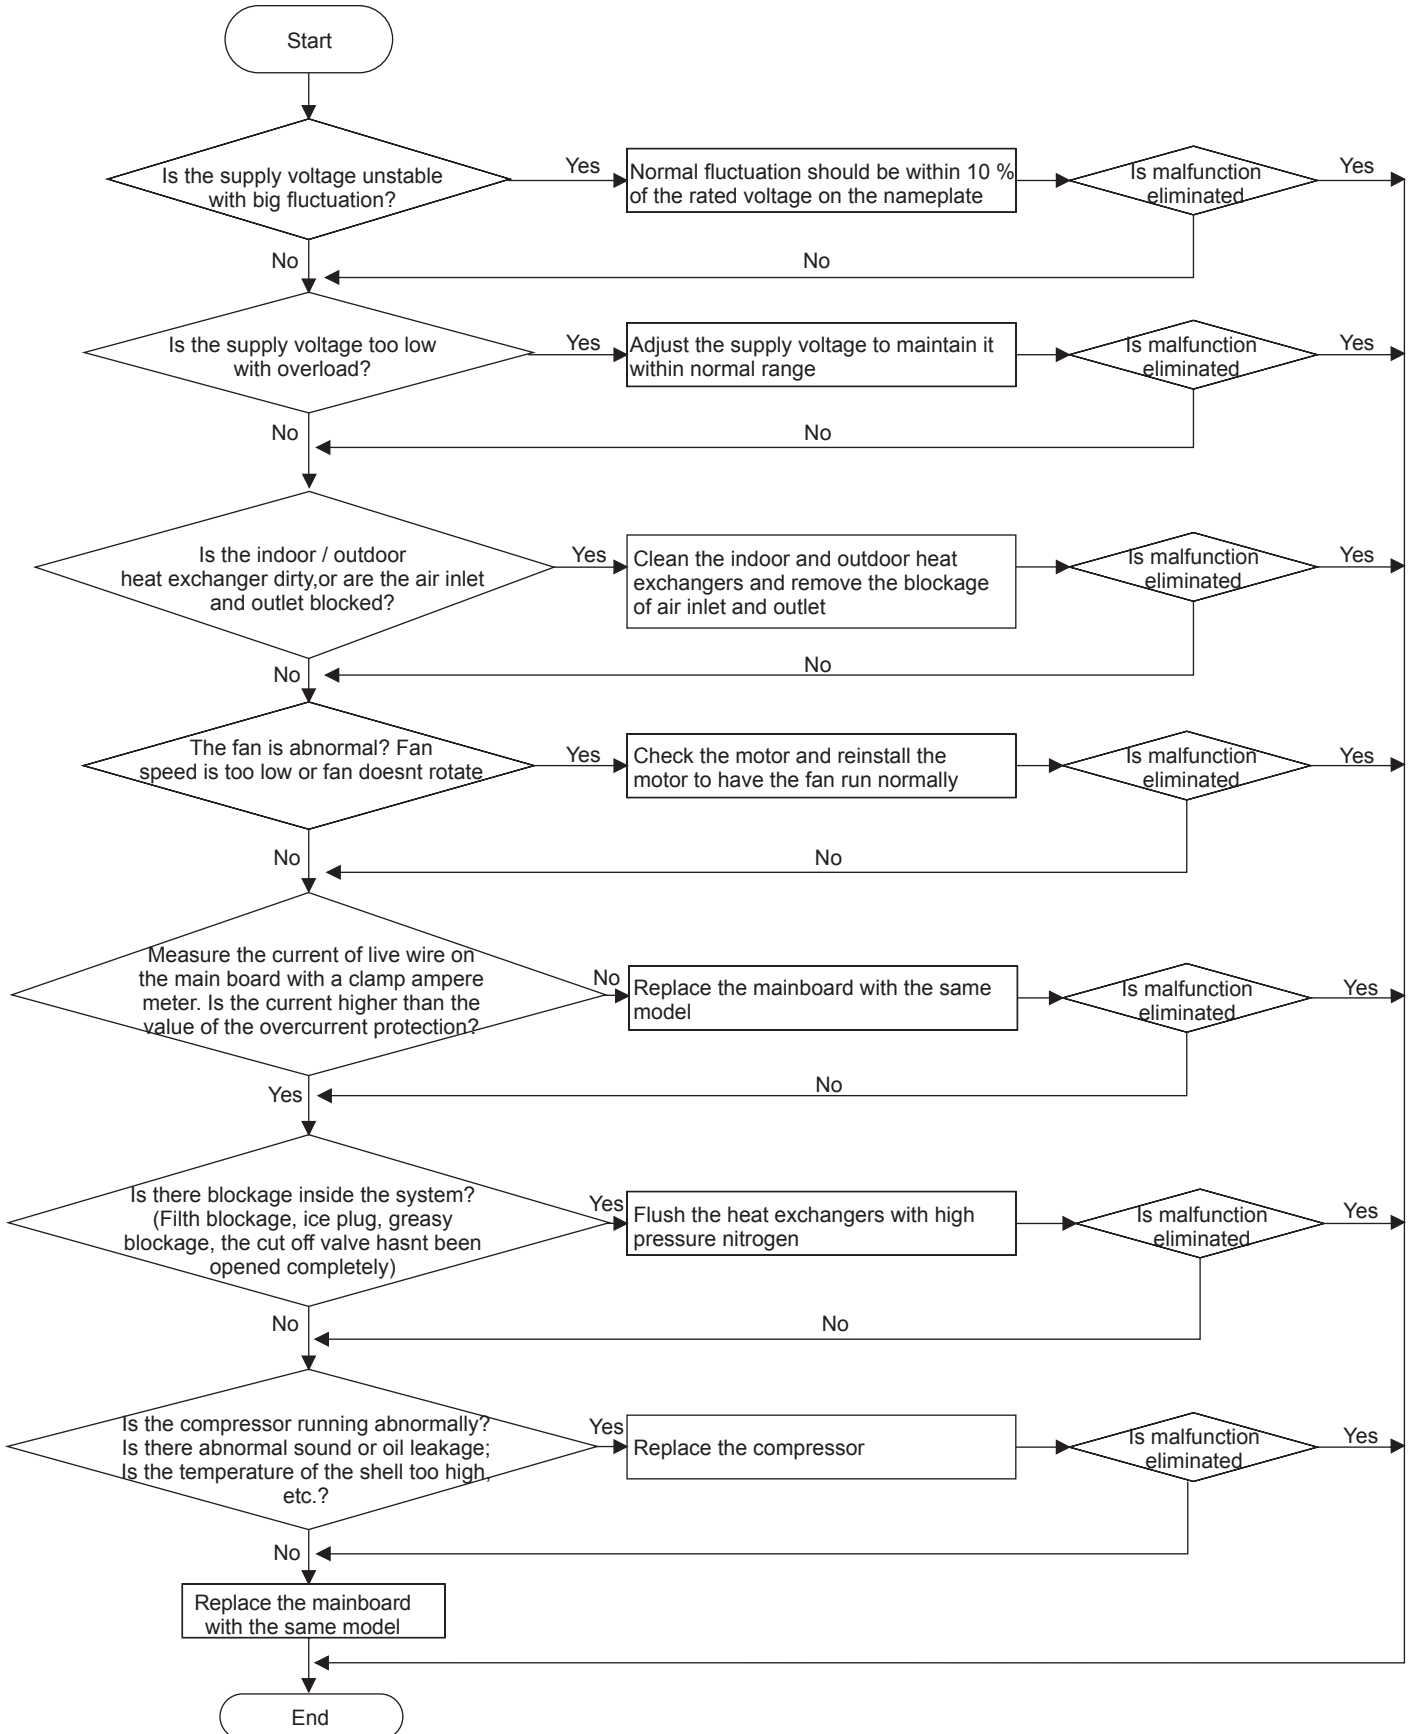 Start
Is the supply voltage unstable
with big fluctuation?
Yes
Normal fluctuation should be within 10 %
of the rated voltage on the nameplate
Is malfunction
eliminated
Yes
No
No
Is the supply voltage too low
with overload?
Yes
Adjust the supply voltage to maintain it
within normal range
Is malfunction
eliminated
Yes
No
No
Is the indoor / outdoor
heat exchanger dirty,or are the air inlet
and outlet blocked?
Yes
Clean the indoor and outdoor heat
exchangers and remove the blockage
of air inlet and outlet
Is malfunction
eliminated
Yes
No
No
The fan is abnormal? Fan
speed is too low or fan doesnt rotate
Yes
Check the motor and reinstall the
motor to have the fan run normally
Is malfunction
eliminated
Yes
No
No
Measure the current of live wire on
the main board with a clamp ampere
meter. Is the current higher than the
value of the overcurrent protection?
No
Replace the mainboard with the same
model
Is malfunction
eliminated
Yes
Yes
No
Is there blockage inside the system?
(Filth blockage, ice plug, greasy
blockage, the cut off valve hasnt been
opened completely)
Yes
Flush the heat exchangers with high
pressure nitrogen
Is malfunction
eliminated
Yes
No
No
Is the compressor running abnormally?
Is there abnormal sound or oil leakage;
Is the temperature of the shell too high,
etc.?
Yes
Replace the compressor
Is malfunction
eliminated
Yes
No
Replace the mainboard
with the same model
End